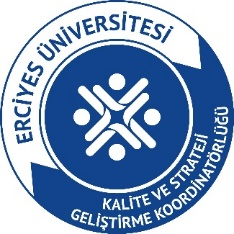 ERCİYES ÜNİVERSİTESİ
KALİTE VE STRATEJİ
GELİŞTİRME KOORDİNATÖRLÜĞÜ